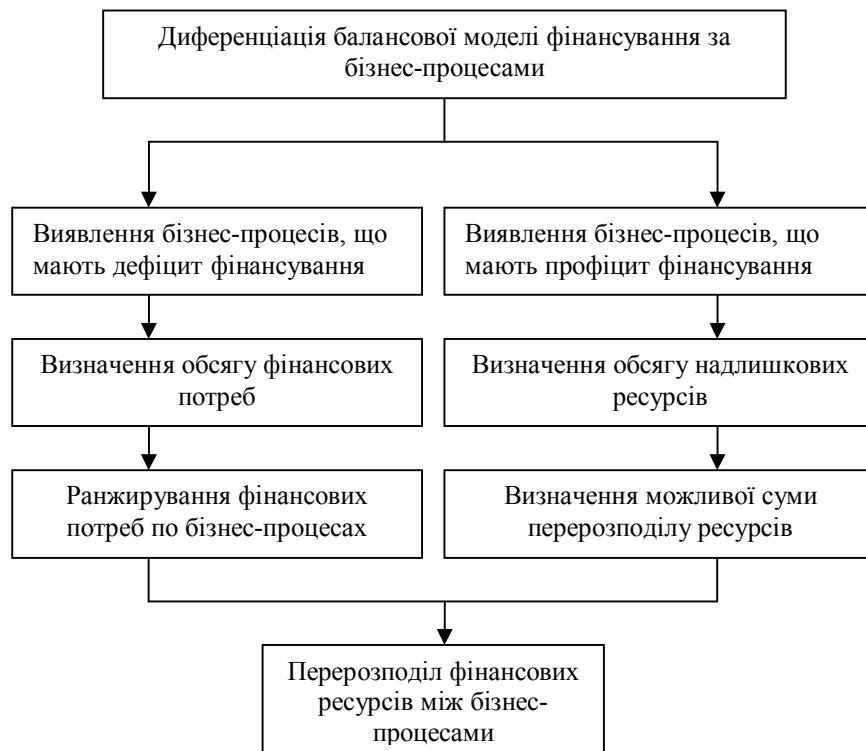 Диференціація балансової моделі фінансування за
бізнес-процесами
Виявлення бізнес-процесів, що
мають дефіцит фінансування
Виявлення бізнес-процесів, що
мають профіцит фінансування
Визначення обсягу фінансових
потреб
Визначення обсягу надлишкових
ресурсів
Ранжирування фінансових
потреб по бізнес-процесах
Визначення можливої суми
перерозподілу ресурсів
Перерозподіл фінансових
ресурсів між бізнес-
процесами